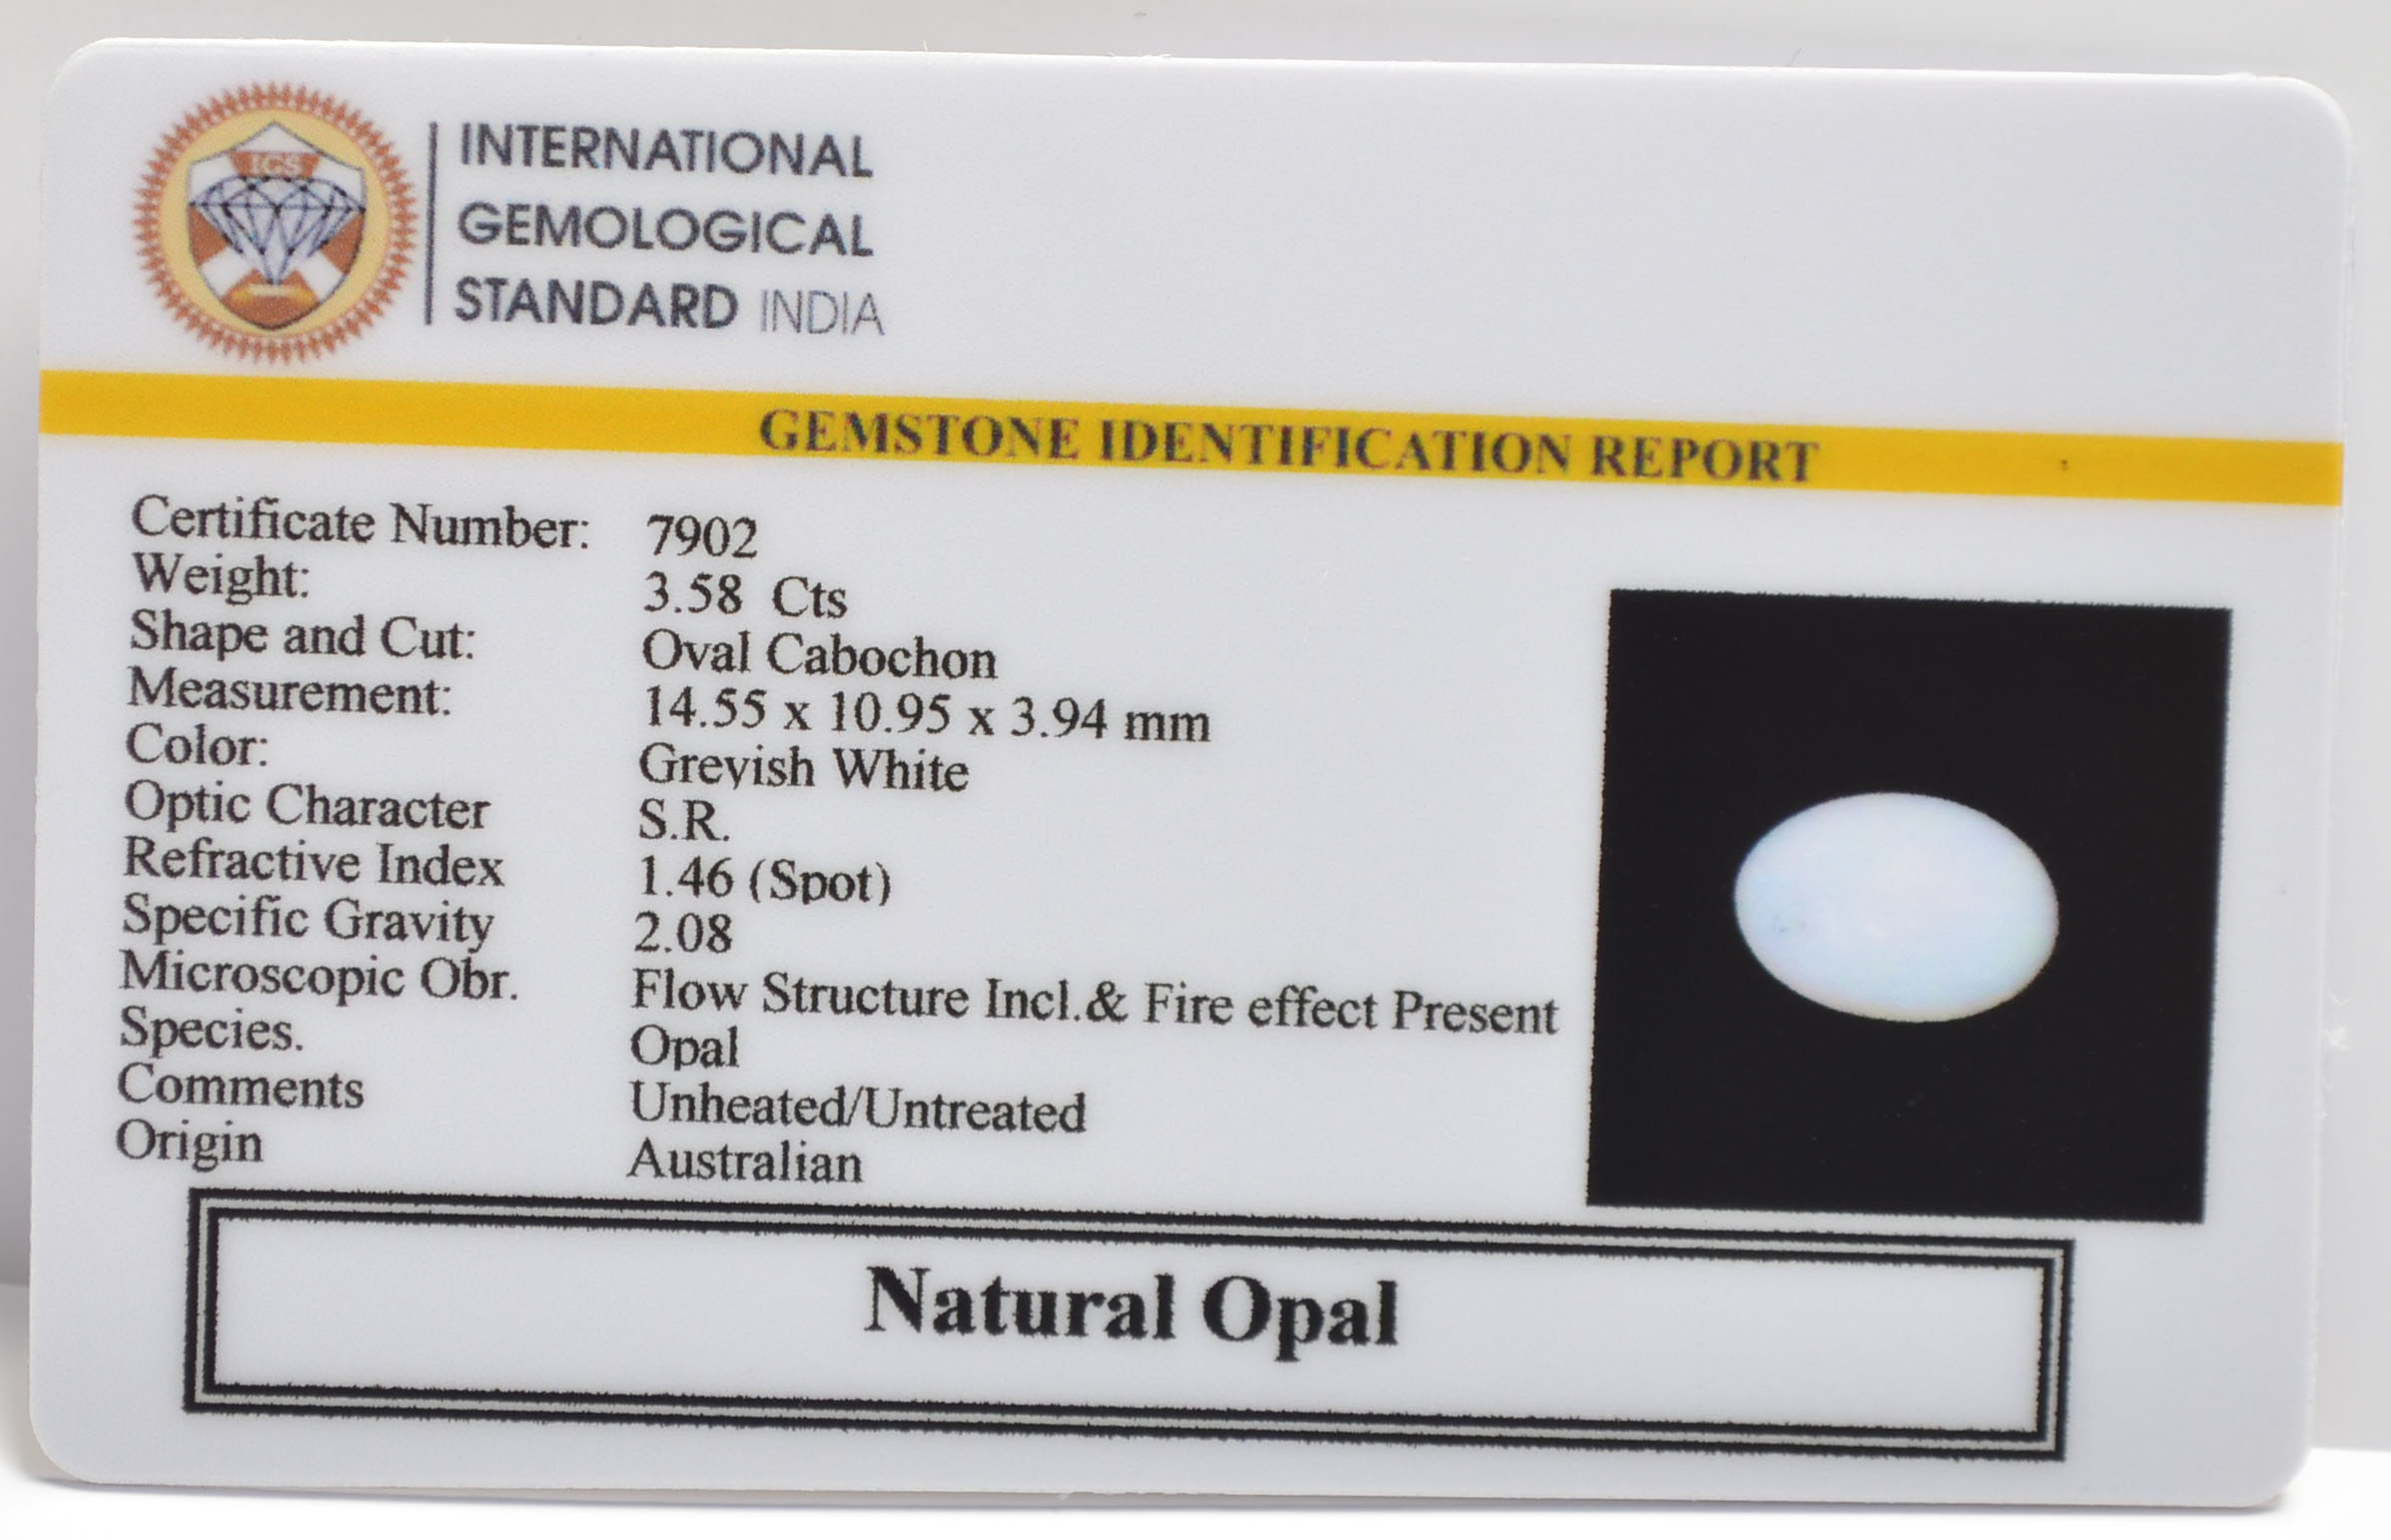 IGS
INTERNATIONAL
GEMOLOGICAL
STANDARD INDIA
GEMSTONE IDENTIFICATION REPORT
Certificate Number: 7902
Weight: 3.58 Cts
Shape and Cut: Oval Cabochon
Measurement: 14.55 x 10.95 x 3.94 mm
Color: Greyish White
Optic Character S.R.
Refractive Index 1.46 (Spot)
Specific Gravity 2.08
Microscopic Obr. Flow Structure Incl.& Fire effect Present
Species. Opal
Comments Unheated/Untreated
Origin Australian
Natural Opal